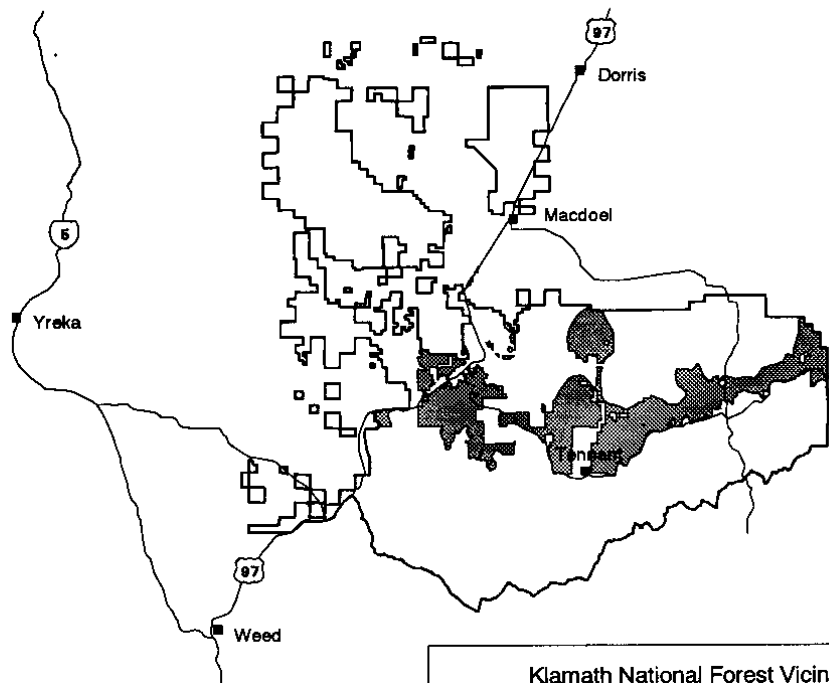 97
Dorris
Macdoel
5
Yreka
Tennant
97
Weed
Klamath National Forest Vicin